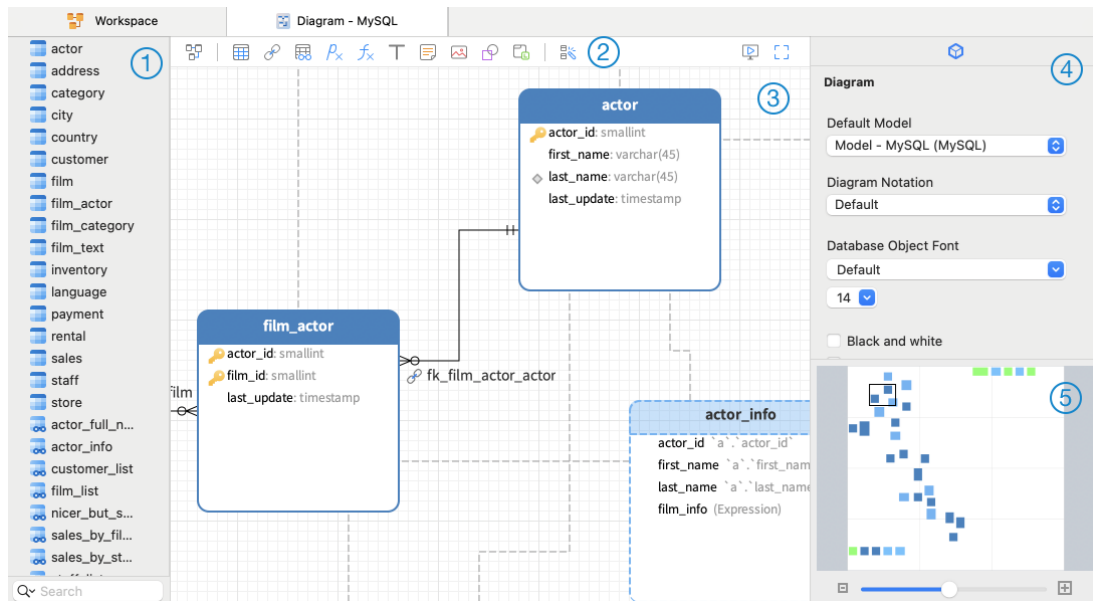 Workspace
Diagram - MySQL
actor
address
category
city
country
customer
film
film_actor
film_category
film_text
inventory
language
payment
rental
sales
staff
store
actor_full_n...
actor_info
customer_list
film_list
nicer_but_s...
sales_by_fil...
sales_by_st...
Search
1
2
3
actor
actor_id: smallint
first_name: varchar(45)
last_name: varchar(45)
last_update: timestamp
film_actor
actor_id: smallint
film_id: smallint
last_update: timestamp
film
fk_film_actor_actor
actor_info
actor_id `a`.`actor_id`
first_name `a`.`first_nam
last_name `a`.`last_name
film_info (Expression)
4
Diagram
Default Model
Model - MySQL (MySQL)
Diagram Notation
Default
Database Object Font
Default
14
Black and white
5